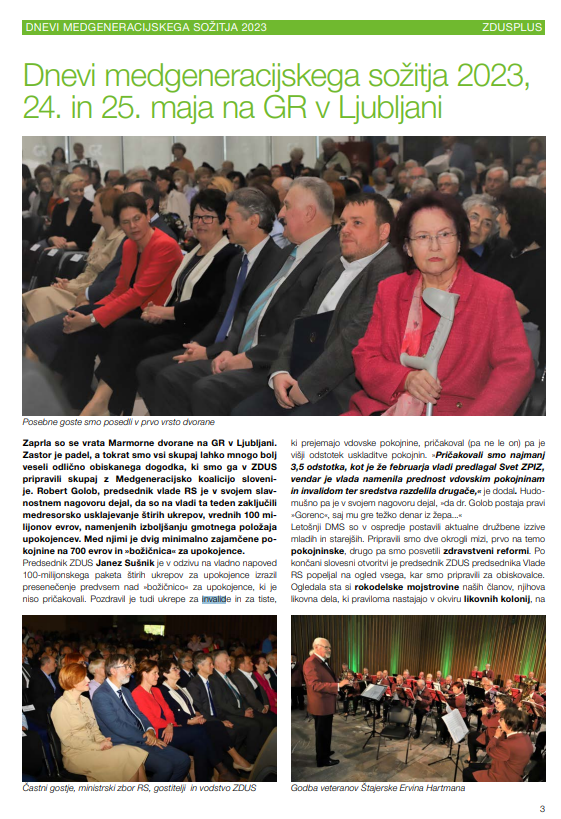 DNEVI MEDGENERACIJSKEGA SOŽITJA 2023
ZDUSPLUS
Dnevi medgeneracijskega sožitja 2023,
24. in 25. maja na GR v Ljubljani
Posebne goste smo posedli v prvo vrsto dvorane
Zaprla so se vrata Marmorne dvorane na GR v Ljubljani.
Zastor je padel, a tokrat smo vsi skupaj lahko mnogo bolj
veseli odlično obiskanega dogodka, ki smo ga v ZDUS
pripravili skupaj z Medgeneracijsko koalicijo sloveni-
je. Robert Golob, predsednik vlade RS je v svojem slav-
nostnem nagovoru dejal, da so na vladi ta teden zaključili
medresorsko usklajevanje štirih ukrepov, vrednih 100 mi-
lijonov evrov, namenjenih izboljšanju gmotnega položaja
upokojencev. Med njimi je dvig minimalno zajamčene po-
kojnine na 700 evrov in »božičnica« za upokojence.
Predsednik ZDUS Janez Sušnik je v odzivu na vladno napoved
100-milijonskega paketa štirih ukrepov za upokojence izrazil
presenečenje predvsem nad »božičnico« za upokojence, ki je
niso pričakovali. Pozdravil je tudi ukrepe za invalide in za tiste,
ki prejemajo vdovske pokojnine, pričakoval (pa ne le on) pa je
višji odstotek uskladitve pokojnin. »Pričakovali smo najmanj
3,5 odstotka, kot je že februarja vladi predlagal Svet ZPIZ,
vendar je vlada namenila prednost vdovskim pokojninam
in invalidom ter sredstva razdelila drugače,« je dodal. Hudo-
mušno pa je v svojem nagovoru dejal, »da dr. Golob postaja pravi
»Gorenc«, saj mu gre težko denar iz žepa...«
Letošnji DMS so v ospredje postavili aktualne družbene izzive
mladih in starejših. Pripravili smo dve okrogli mizi, prvo na temo
pokojninske, drugo pa smo posvetili zdravstveni reformi. Po
končani slovesni otvoritvi je predsednik ZDUS predsednika Vlade
RS popeljal na ogled vsega, kar smo pripravili za obiskovalce.
Ogledala sta si rokodelske mojstrovine naših članov, njihova
likovna dela, ki praviloma nastajajo v okviru likovnih kolonij, na
Častni gostje, ministrski zbor RS, gostitelji in vodstvo ZDUS
Godba veteranov Štajerske Ervina Hartmana
3